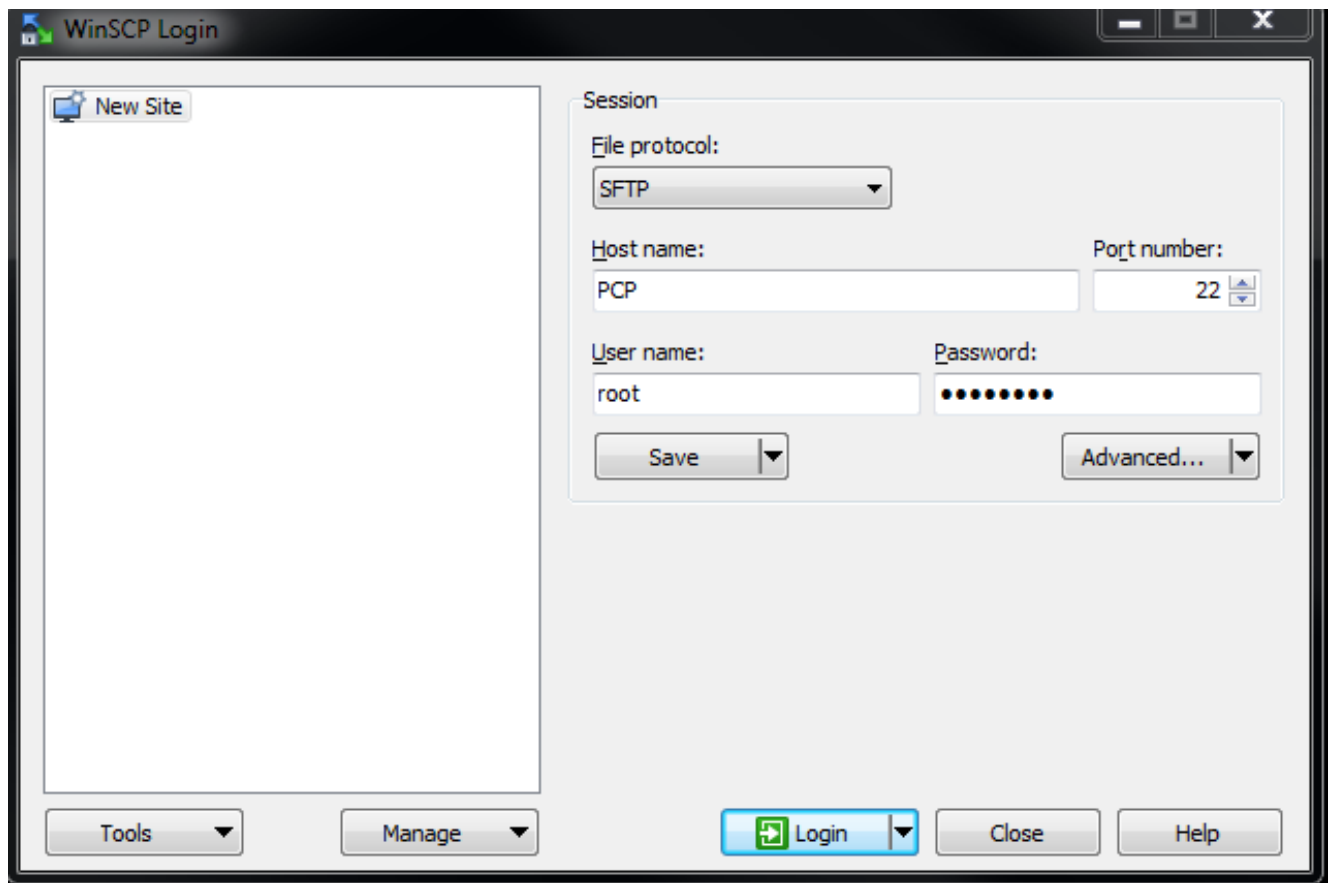 WinSCP Login
New Site
Session
File protocol:
SFTP
Host name: Port number:
PCP 22
User name: Password:
root ••••••••
Save Advanced...
Tools Manage Login Close Help